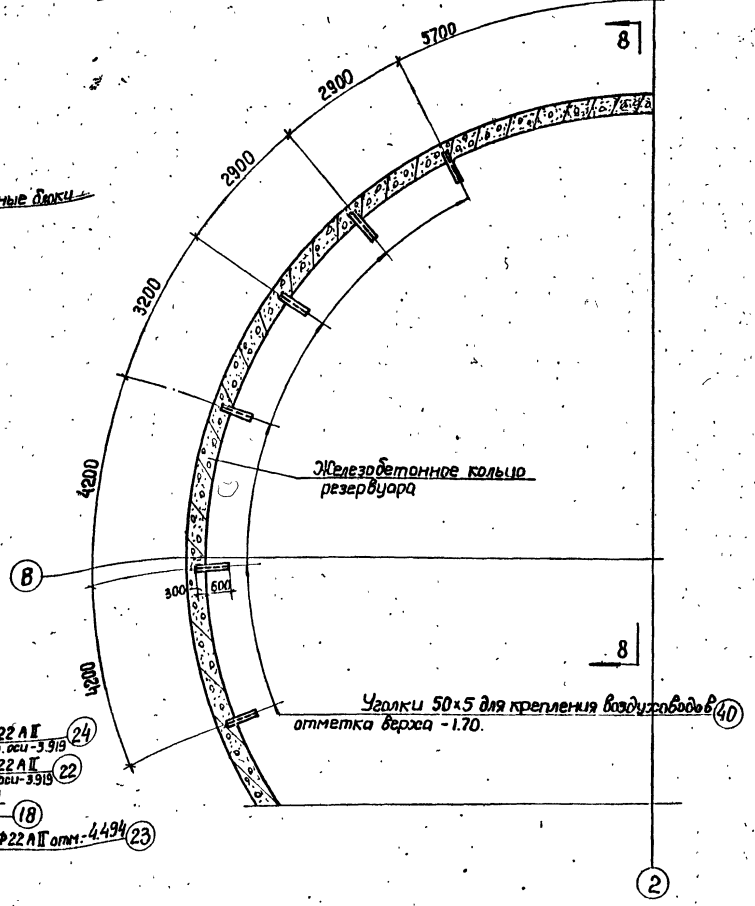 8
5700
2900
2900
ные блоки
3200
4200
Железобетонное кольцо
резервуара
В
300
600
4200
8
Уголки 50×5 для крепления воздуховодов 40
отметка верха -1.70.
22 А II 24
оси -3.919
22 А II 22
оси -3.919
18
Ф22 А II отм.-4.494 23
2